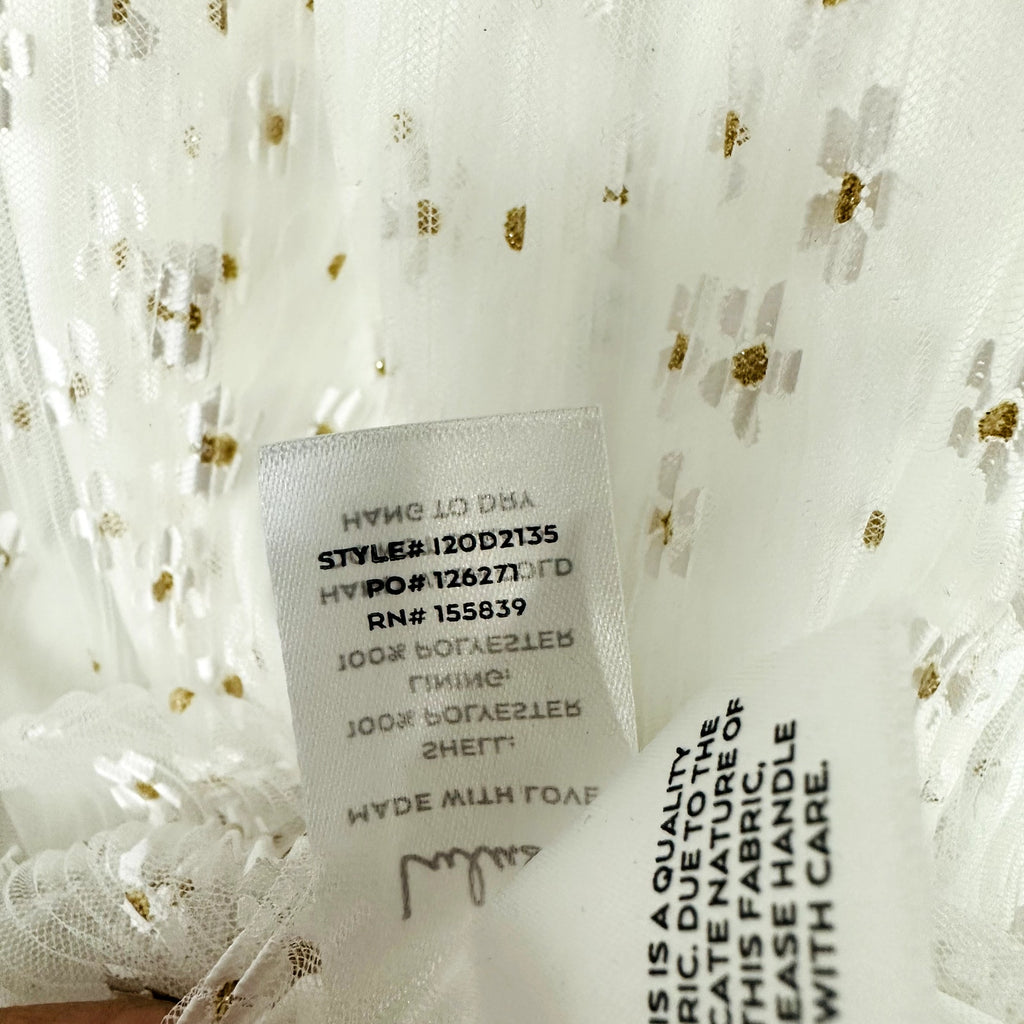 HANG TO DRY
STYLE# I20D2135
PO# 126271
RN# 155839
100% POLYESTER
LINING:
100% POLYESTER
SHELL:
MADE WITH LOVE
IS IS A QUALITY
RIC. DUE TO THE
CATE NATURE OF
THIS FABRIC,
EASE HANDLE
WITH CARE.